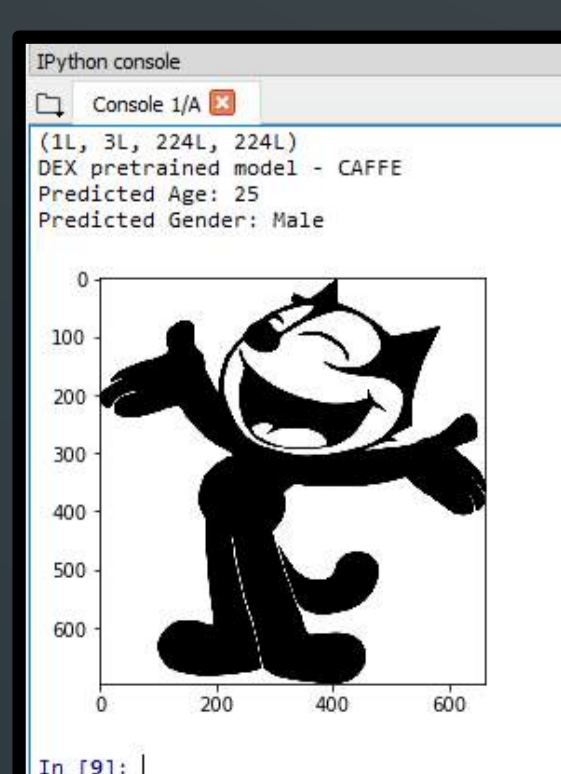 IPython console
Console 1/A
(1L, 3L, 224L, 224L)
DEX pretrained model - CAFFE
Predicted Age: 25
Predicted Gender: Male
0
100
200
300
400
500
600
0 200 400 600
In [9]: